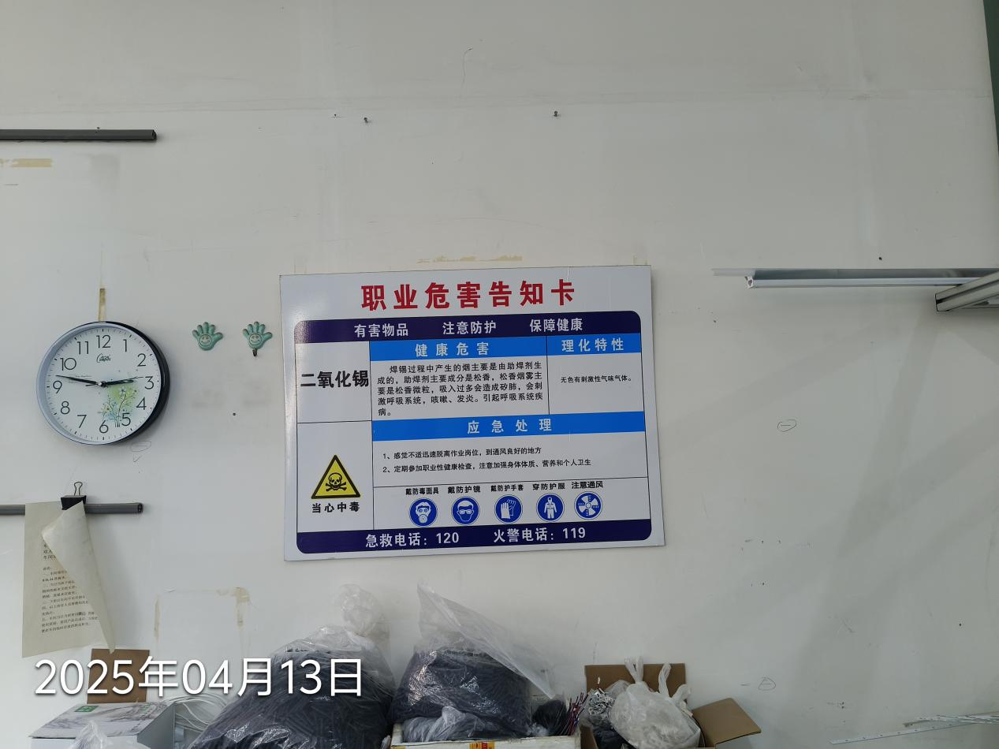 职业危害告知卡
有害物品 注意防护 保障健康
二氧化锡
健康危害
焊锡过程中产生的烟主要是由助焊剂生
成的，助焊剂主要成分是松香，松香烟雾主
要是松香微粒，吸入过多会造成矽肺，会刺
激呼吸系统，咳嗽、发炎。引起呼吸系统疾
病。
理化特性
无色有刺激性气味气体。
应急处理
1、感觉不适迅速脱离作业岗位，到通风良好的地方
2、定期参加职业性健康检查，注意加强身体体质、营养和个人卫生
当心中毒
戴防毒面具 戴防护镜 戴防护手套 穿防护服 注意通风
急救电话：120 火警电话：119
12
1
2
3
4
5
6
7
8
9
10
11
2025年04月13日